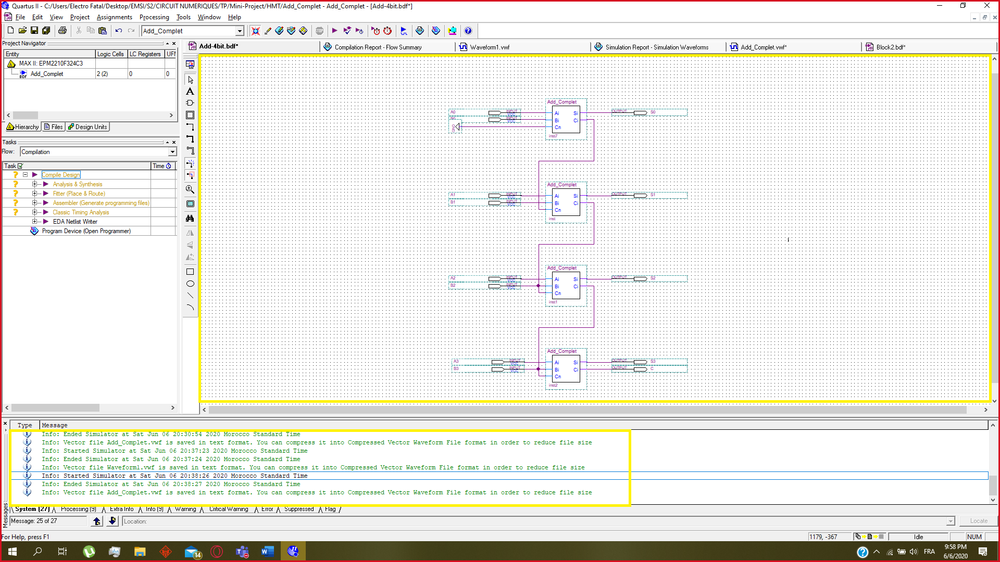 Quartus II - C:/Users/Electro Fatal/Desktop/EMSI/S2/CIRCUIT NUMERIQUES/TP/Mini-Project/HMT/Add_Complet - Add_Complet - [Add-4bit.bdf*]
File Edit View Project Assignments Processing Tools Window Help
Add_Complet
Project Navigator
Entity Logic Cells LC Registers UFI
MAX II: EPM2210F324C3
Add_Complet 2 (2) 0 0
Hierarchy Files Design Units
Tasks
Flow: Compilation
Task Time
Compile Design
Analysis & Synthesis
Fitter (Place & Route)
Assembler (Generate programming files)
Classic Timing Analysis
EDA Netlist Writer
Program Device (Open Programmer)
Add-4bit.bdf* Compilation Report - Flow Summary Waveform1.vwf Simulation Report - Simulation Waveforms Add_Complet.vwf* Block2.bdf*
Add_Complet
A0 INPUT VCC Ai Si OUTPUT S0
B0 INPUT VCC Bi Ci
GND Cn
inst7
Add_Complet
A1 INPUT VCC Ai Si OUTPUT S1
B1 INPUT VCC Bi Ci
Cn
inst
Add_Complet
A2 INPUT VCC Ai Si OUTPUT S2
B2 INPUT VCC Bi Ci
Cn
inst1
Add_Complet
A3 INPUT VCC Ai Si OUTPUT S3
B3 INPUT VCC Bi Ci OUTPUT C
Cn
inst2
Type Message
Info: Ended Simulator at Sat Jun 06 20:30:54 2020 Morocco Standard Time
Info: Vector file Add_Complet.vwf is saved in text format. You can compress it into Compressed Vector Waveform File format in order to reduce file size
Info: Started Simulator at Sat Jun 06 20:37:23 2020 Morocco Standard Time
Info: Ended Simulator at Sat Jun 06 20:37:24 2020 Morocco Standard Time
Info: Vector file Waveform1.vwf is saved in text format. You can compress it into Compressed Vector Waveform File format in order to reduce file size
Info: Started Simulator at Sat Jun 06 20:38:26 2020 Morocco Standard Time
Info: Ended Simulator at Sat Jun 06 20:38:27 2020 Morocco Standard Time
Info: Vector file Add_Complet.vwf is saved in text format. You can compress it into Compressed Vector Waveform File format in order to reduce file size
Messages
System (27) Processing (9) Extra Info Info (9) Warning Critical Warning Error Suppressed Flag
Message: 25 of 27 Location: Locate
For Help, press F1 1179, -367 Idle NUM
14 FRA 9:58 PM
6/6/2020